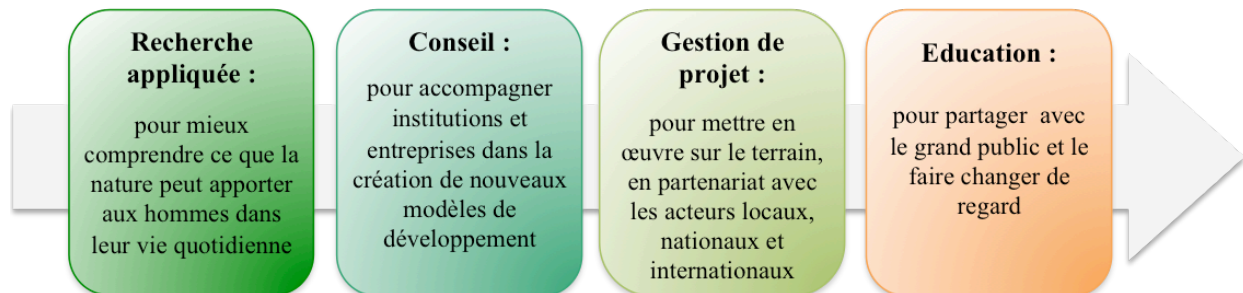 Recherche
appliquée :
pour mieux
comprendre ce que la
nature peut apporter
aux hommes dans
leur vie quotidienne
Conseil :
pour accompagner
institutions et
entreprises dans la
création de nouveaux
modèles de
développement
Gestion de
projet :
pour mettre en
œuvre sur le terrain,
en partenariat avec
les acteurs locaux,
nationaux et
internationaux
Education :
pour partager avec
le grand public et le
faire changer de
regard